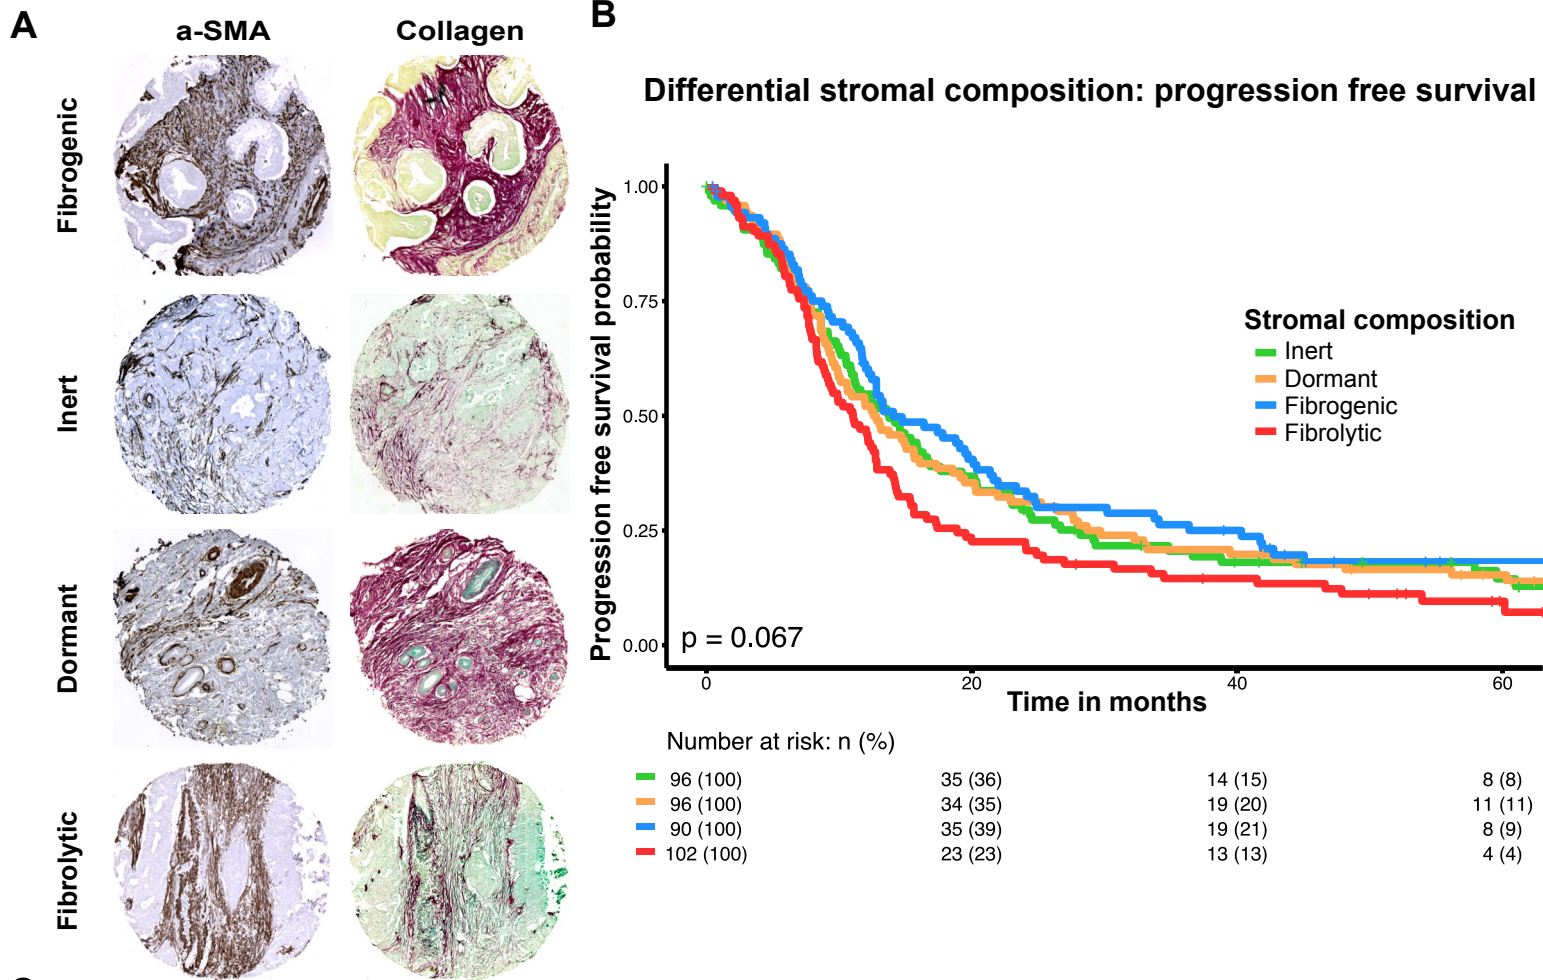 A
a-SMA
Collagen
Fibrogenic
Inert
Dormant
Fibrolytic
B
Differential stromal composition: progression free survival
Progression free survival probability
1.00
0.75
0.50
0.25
0.00
p = 0.067
Stromal composition
Inert
Dormant
Fibrogenic
Fibrolytic
0 20 40 60
Time in months
Number at risk: n (%)
96 (100) 35 (36) 14 (15) 8 (8)
96 (100) 34 (35) 19 (20) 11 (11)
90 (100) 35 (39) 19 (21) 8 (9)
102 (100) 23 (23) 13 (13) 4 (4)